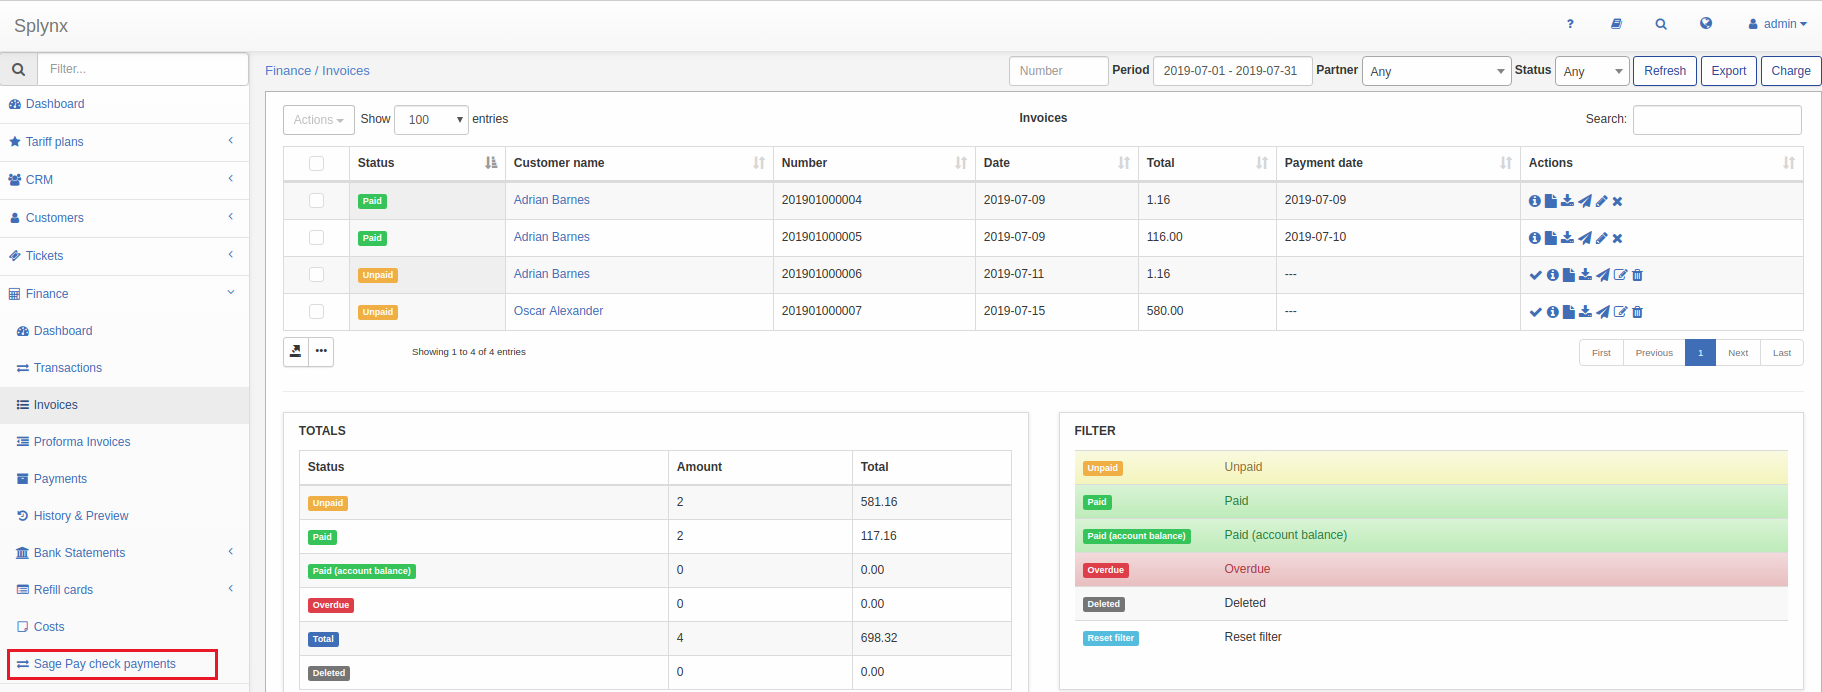 Splynx
? admin
Filter...
Finance / Invoices
Number Period 2019-07-01 - 2019-07-31 Partner Any Status Any Refresh Export Charge
Dashboard
Tariff plans
CRM
Customers
Tickets
Finance
Dashboard
Transactions
Invoices
Proforma Invoices
Payments
History & Preview
Bank Statements
Refill cards
Costs
Sage Pay check payments
Actions Show 100 entries
Invoices
Search:
Status Customer name Number Date Total Payment date Actions
Paid Adrian Barnes 201901000004 2019-07-09 1.16 2019-07-09
Paid Adrian Barnes 201901000005 2019-07-09 116.00 2019-07-10
Unpaid Adrian Barnes 201901000006 2019-07-11 1.16 ---
Unpaid Oscar Alexander 201901000007 2019-07-15 580.00 ---
Showing 1 to 4 of 4 entries
First Previous 1 Next Last
TOTALS
Status Amount Total
Unpaid 2 581.16
Paid 2 117.16
Paid (account balance) 0 0.00
Overdue 0 0.00
Total 4 698.32
Deleted 0 0.00
FILTER
Unpaid Unpaid
Paid Paid
Paid (account balance) Paid (account balance)
Overdue Overdue
Deleted Deleted
Reset filter Reset filter